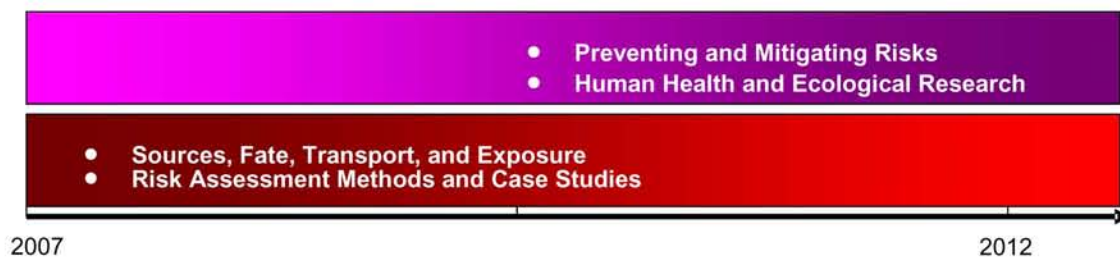 ● Preventing and Mitigating Risks
● Human Health and Ecological Research
● Sources, Fate, Transport, and Exposure
● Risk Assessment Methods and Case Studies
2007 2012